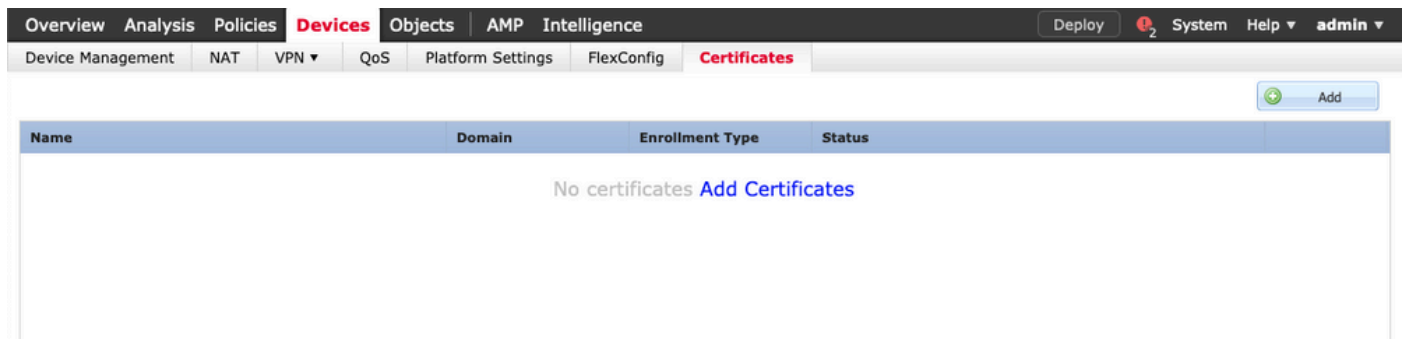 Overview Analysis Policies Devices Objects AMP Intelligence Deploy 2 System Help ▾ admin ▾
Device Management NAT VPN ▾ QoS Platform Settings FlexConfig Certificates
Add
Name Domain Enrollment Type Status
No certificates Add Certificates